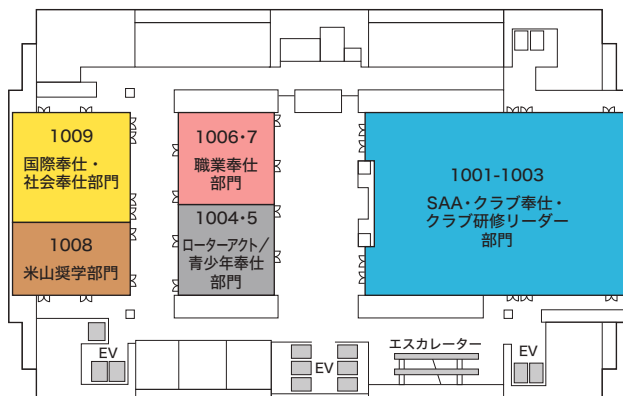 1009
国際奉仕・
社会奉仕部門
1008
米山奨学部門
1006・7
職業奉仕
部門
1004・5
ローターアクト／
青少年奉仕
部門
1001-1003
SAA・クラブ奉仕・
クラブ研修リーダー
部門
EV
EV
エスカレーター
EV